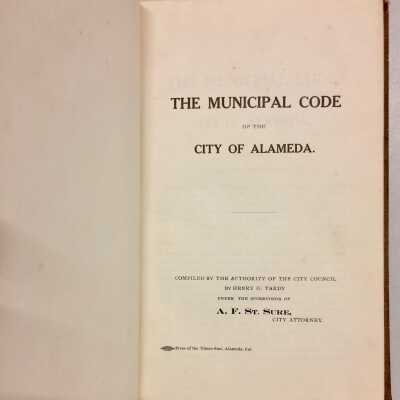 THE MUNICIPAL CODE
OF THE
CITY OF ALAMEDA.
COMPILED BY THE AUTHORITY OF THE CITY COUNCIL
BY HENRY G. TARDY
UNDER THE SUPERVISION OF
A. F. ST. SURE,
CITY ATTORNEY.
Press of the Times-Star, Alameda, Cal.